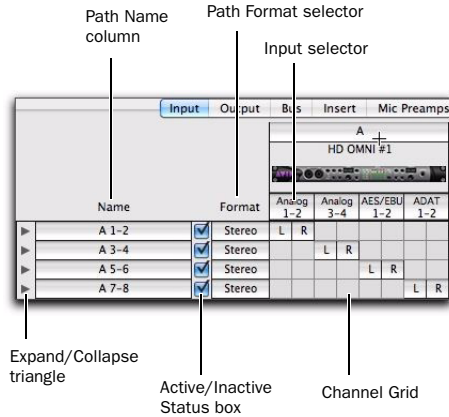 Path Name
column
Path Format selector
Input selector
Input Output Bus Insert Mic Preamps
A
HD OMNI #1
Name Format Analog 1-2 Analog 3-4 AES/EBU 1-2 ADAT 1-2
A 1-2 Stereo L R
A 3-4 Stereo L R
A 5-6 Stereo L R
A 7-8 Stereo L R
Expand/Collapse
triangle
Active/Inactive
Status box
Channel Grid